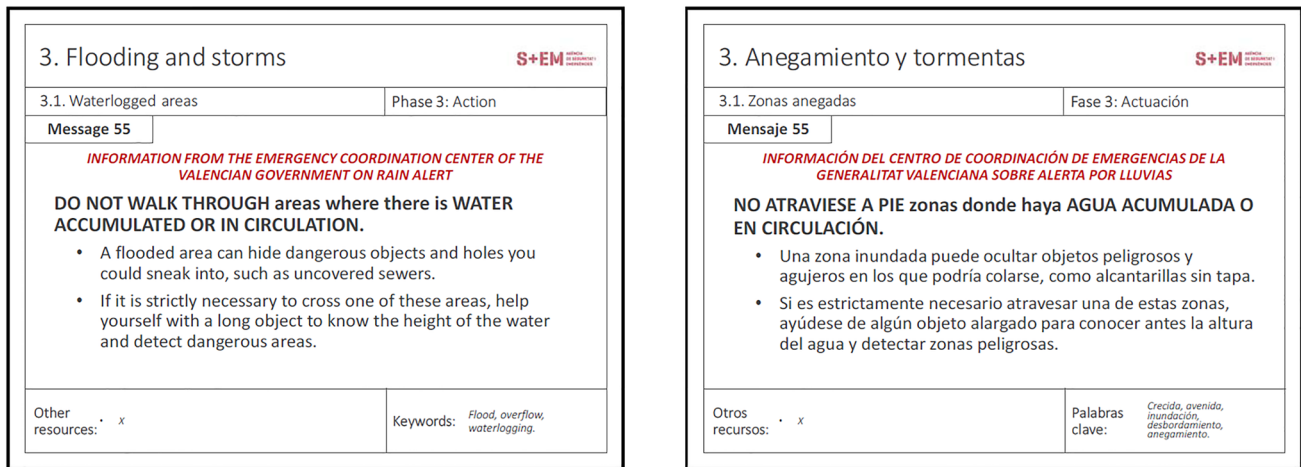 3. Flooding and storms
S+EM
AGÈNCIA
DE SEGURETAT I
EMERGÈNCIES
3.1. Waterlogged areas
Phase 3: Action
Message 55
INFORMATION FROM THE EMERGENCY COORDINATION CENTER OF THE
VALENCIAN GOVERNMENT ON RAIN ALERT
DO NOT WALK THROUGH areas where there is WATER
ACCUMULATED OR IN CIRCULATION.
• A flooded area can hide dangerous objects and holes you
could sneak into, such as uncovered sewers.
• If it is strictly necessary to cross one of these areas, help
yourself with a long object to know the height of the water
and detect dangerous areas.
Other
resources:
• X
Keywords:
Flood, overflow,
waterlogging.
3. Anegamiento y tormentas
S+EM
AGÈNCIA
DE SEGURETAT I
EMERGÈNCIES
3.1. Zonas anegadas
Fase 3: Actuación
Mensaje 55
INFORMACIÓN DEL CENTRO DE COORDINACIÓN DE EMERGENCIAS DE LA
GENERALITAT VALENCIANA SOBRE ALERTA POR LLUVIAS
NO ATRAVIESE A PIE zonas donde haya AGUA ACUMULADA O
EN CIRCULACIÓN.
• Una zona inundada puede ocultar objetos peligrosos y
agujeros en los que podría colarse, como alcantarillas sin tapa.
• Si es estrictamente necesario atravesar una de estas zonas,
ayúdese de algún objeto alargado para conocer antes la altura
del agua y detectar zonas peligrosas.
Otros
recursos:
• X
Palabras
clave:
Crecida, avenida,
inundación,
desbordamiento,
anegamiento.